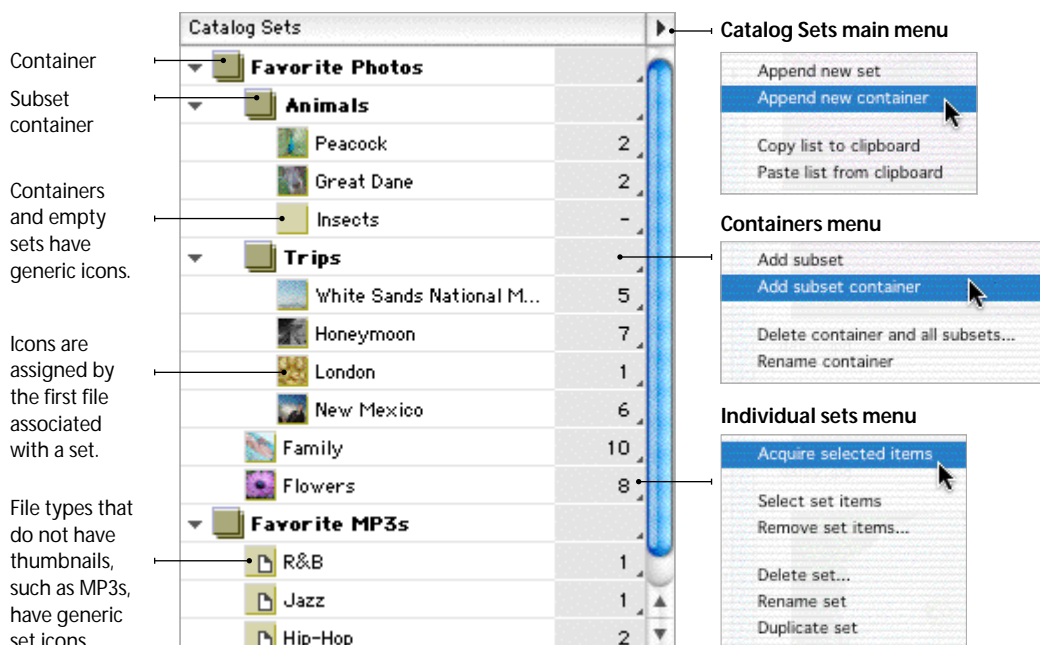 Container
Subset
container
Containers
and empty
sets have
generic icons.
Icons are
assigned by
the first file
associated
with a set.
File types that
do not have
thumbnails,
such as MP3s,
have generic
set icons
Catalog Sets
Favorite Photos
Animals
Peacock 2
Great Dane 2
Insects -
Trips
White Sands National M... 5
Honeymoon 7
London 1
New Mexico 6
Family 10
Flowers 8
Favorite MP3s
R&B 1
Jazz 1
Hip-Hop 2
Catalog Sets main menu
Append new set
Append new container
Copy list to clipboard
Paste list from clipboard
Containers menu
Add subset
Add subset container
Delete container and all subsets...
Rename container
Individual sets menu
Acquire selected items
Select set items
Remove set items...
Delete set...
Rename set
Duplicate set